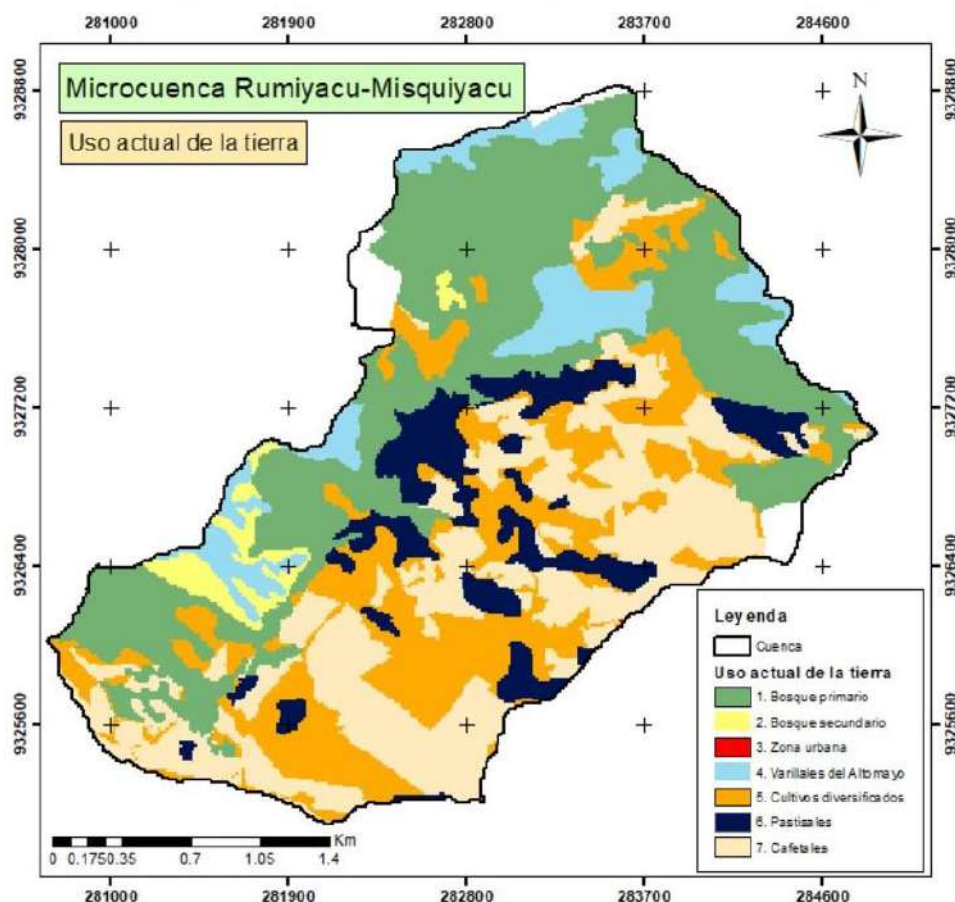 281000 281900 282800 283700 284600
Microcuenca Rumiyacu-Misquiyacu
Uso actual de la tierra
N
9328800
9328000
9327200
9326400
9325600
9328800
9328000
9327200
9326400
9325600
Leyenda
Cuenca
Uso actual de la tierra
1. Bosque primario
2. Bosque secundario
3. Zona urbana
4. Varillales del Altomayo
5. Cultivos diversificados
6. Pastisales
7. Cafetales
Km
0 0.1750.35 0.7 1.05 1.4
281000 281900 282800 283700 284600